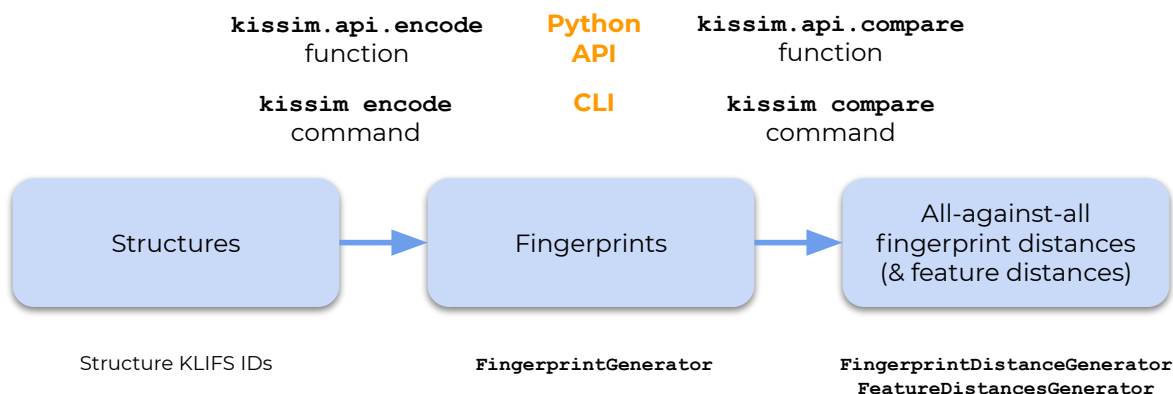 kissim.api.encode
function
Python
API
kissim.api.compare
function
kissim encode
command
CLI
kissim compare
command
Structures
Fingerprints
All-against-all
fingerprint distances
(& feature distances)
Structure KLIFS IDs
FingerprintGenerator
FingerprintDistanceGenerator
FeatureDistancesGenerator